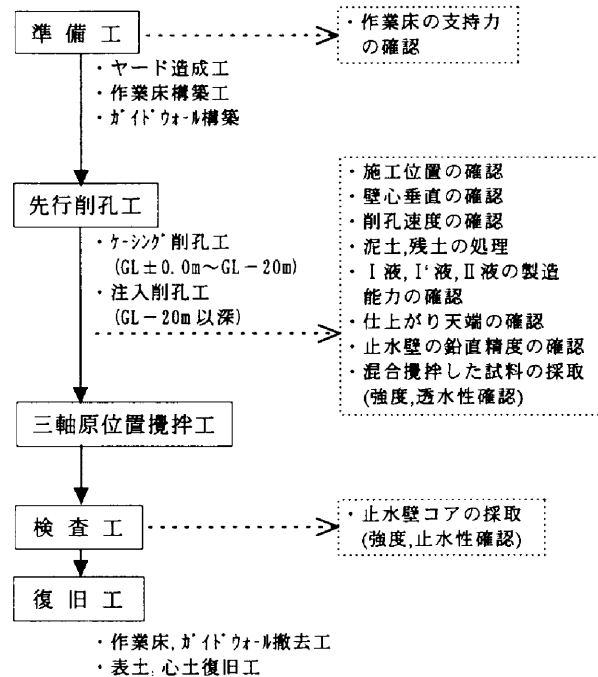 準備工
・作業床の支持力
の確認
・ヤード造成工
・作業床構築工
・ｶﾞｲﾄﾞｳｫｰﾙ構築
先行削孔工
・ｹｰｼﾝｸﾞ削孔工
(GL±0.0m～GL－20m)
・注入削孔工
(GL－20m以深)
・施工位置の確認
・壁心垂直の確認
・削孔速度の確認
・泥土,残土の処理
・Ⅰ液,Ⅰ'液,Ⅱ液の製造
能力の確認
・仕上がり天端の確認
・止水壁の鉛直精度の確認
・混合攪拌した試料の採取
(強度,透水性確認)
三軸原位置攪拌工
検査工
・止水壁コアの採取
(強度,止水性確認)
復旧工
・作業床,ｶﾞｲﾄﾞｳｫｰﾙ撤去工
・表土,心土復旧工